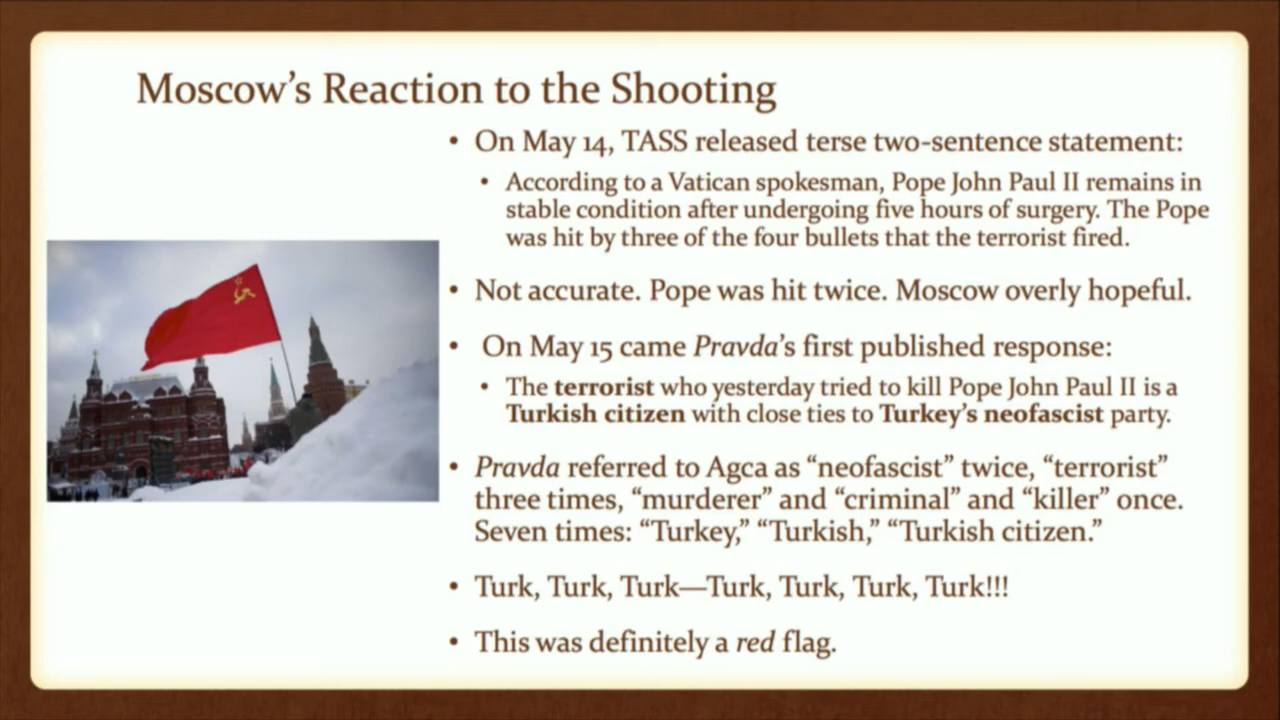 Moscow’s Reaction to the Shooting
• On May 14, TASS released terse two-sentence statement:
• According to a Vatican spokesman, Pope John Paul II remains in
stable condition after undergoing five hours of surgery. The Pope
was hit by three of the four bullets that the terrorist fired.
• Not accurate. Pope was hit twice. Moscow overly hopeful.
• On May 15 came Pravda’s first published response:
• The terrorist who yesterday tried to kill Pope John Paul II is a
Turkish citizen with close ties to Turkey’s neofascist party.
• Pravda referred to Agca as “neofascist” twice, “terrorist”
three times, “murderer” and “criminal” and “killer” once.
Seven times: “Turkey,” “Turkish,” “Turkish citizen.”
• Turk, Turk, Turk—Turk, Turk, Turk, Turk!!!
• This was definitely a red flag.